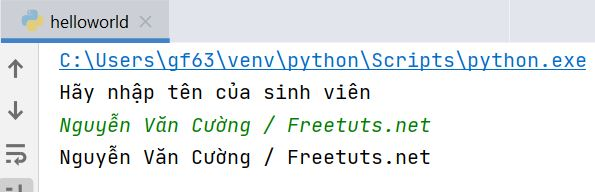 helloworld
C:\Users\gf63\venv\python\Scripts\python.exe
Hãy nhập tên của sinh viên
Nguyễn Văn Cường / Freetuts.net
Nguyễn Văn Cường / Freetuts.net